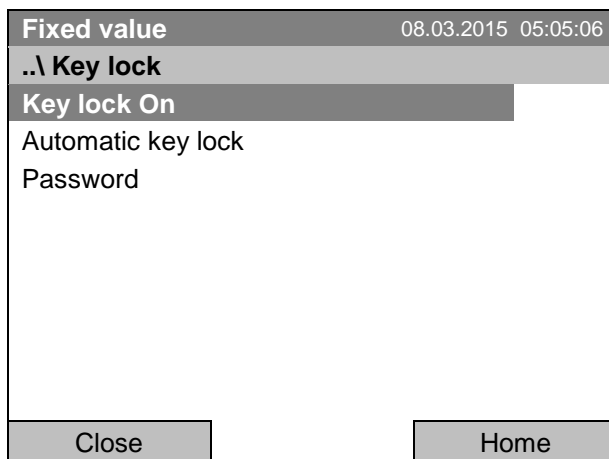 Fixed value 08.03.2015 05:05:06
..\ Key lock
Key lock On
Automatic key lock
Password
Close Home